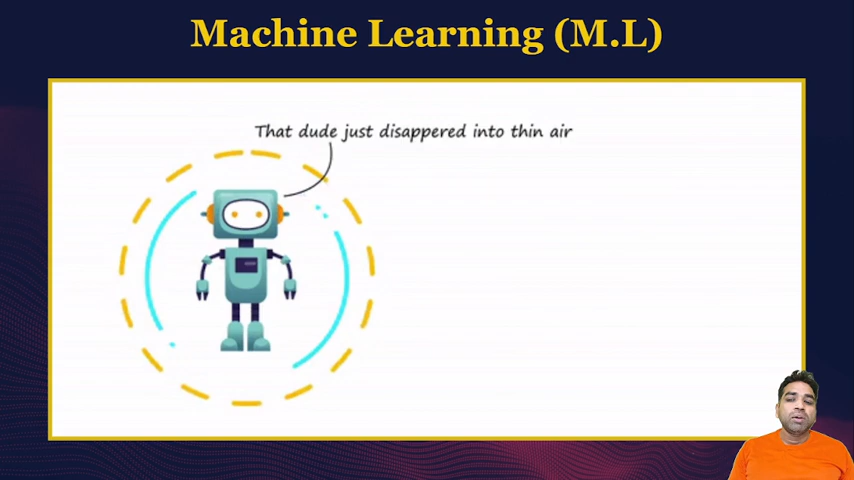 Machine Learning (M.L)
That dude just disappered into thin air